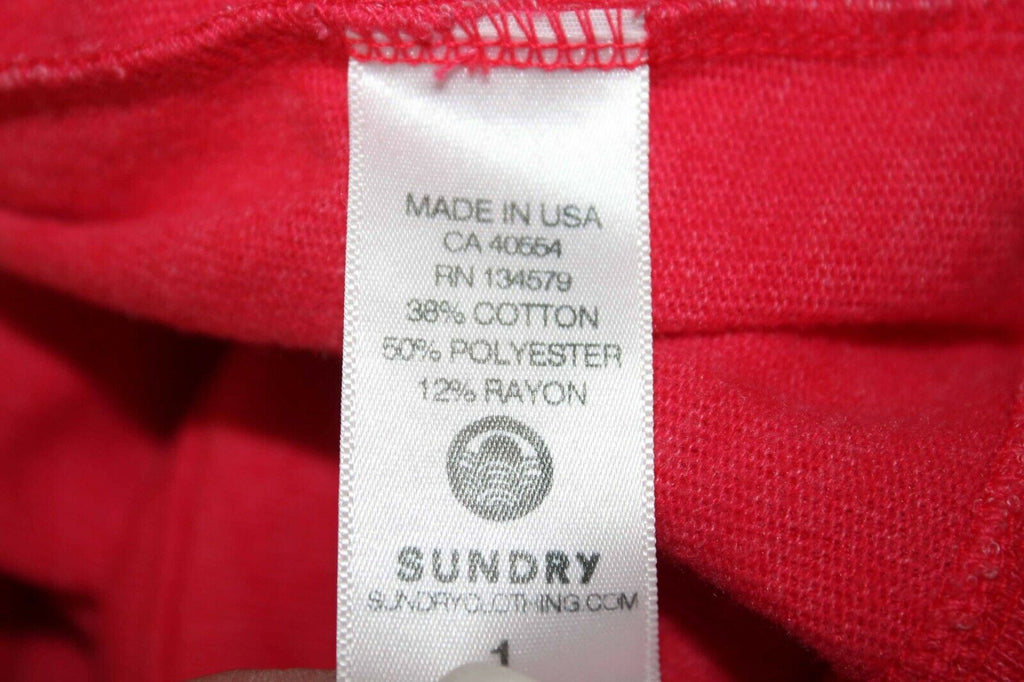 MADE IN USA
CA 40554
RN 134579
38% COTTON
50% POLYESTER
12% RAYON
SUNDRY
SUNDRYCLOTHING.COM
1